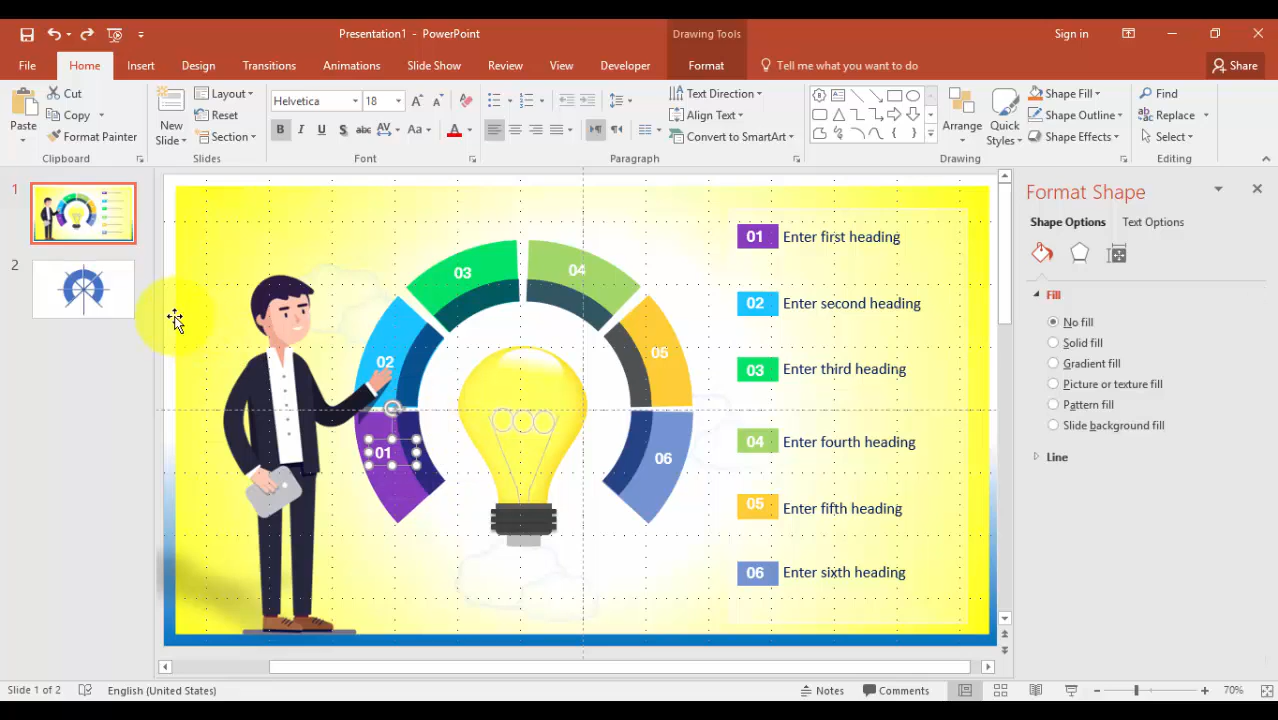 Presentation1 - PowerPoint
Drawing Tools
Sign in
File Home Insert Design Transitions Animations Slide Show Review View Developer Format Tell me what you want to do Share
Paste
Cut
Copy
Format Painter
Clipboard
New Slide
Layout
Reset
Section
Slides
Helvetica 18
B I U S abc AV Aa A
Font
Paragraph
Text Direction
Align Text
Convert to SmartArt
Arrange
Quick Styles
Shape Fill
Shape Outline
Shape Effects
Drawing
Find
Replace
Select
Editing
1
2
01
02
03
04
05
06
01 Enter first heading
02 Enter second heading
03 Enter third heading
04 Enter fourth heading
05 Enter fifth heading
06 Enter sixth heading
Format Shape
Shape Options Text Options
Fill
No fill
Solid fill
Gradient fill
Picture or texture fill
Pattern fill
Slide background fill
Line
Slide 1 of 2 English (United States) Notes Comments 70%